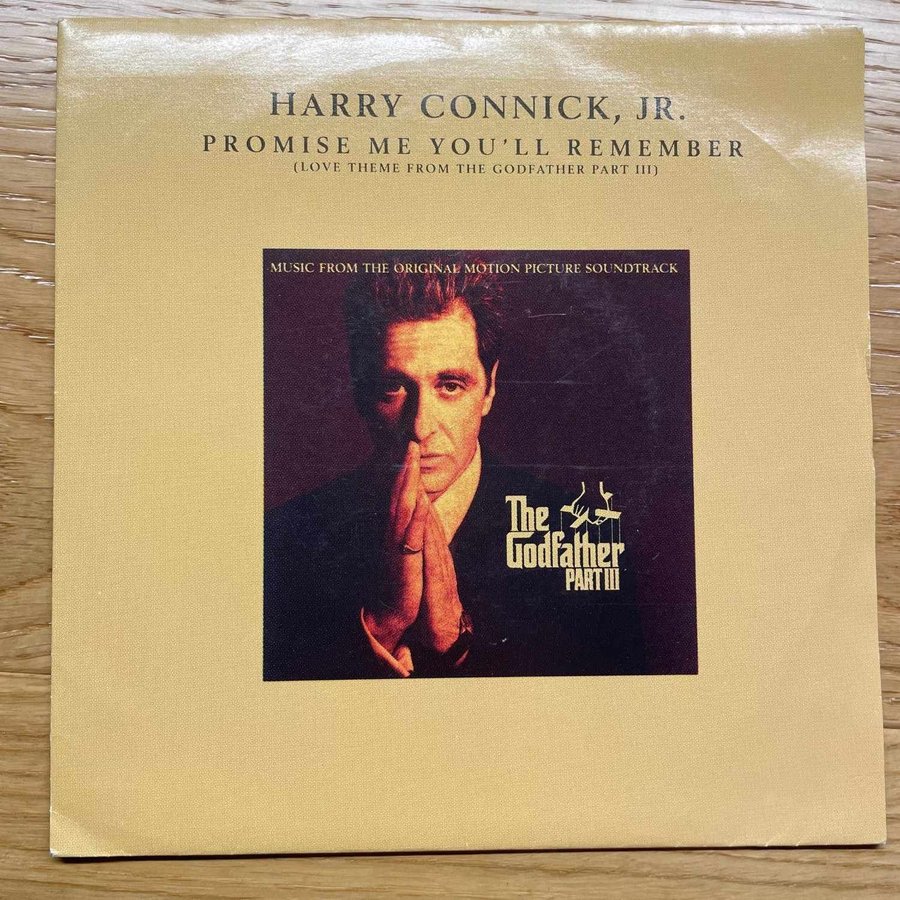 HARRY CONNICK, JR.
PROMISE ME YOU'LL REMEMBER
(LOVE THEME FROM THE GODFATHER PART III)
MUSIC FROM THE ORIGINAL MOTION PICTURE SOUNDTRACK
The
Godfather
PART III